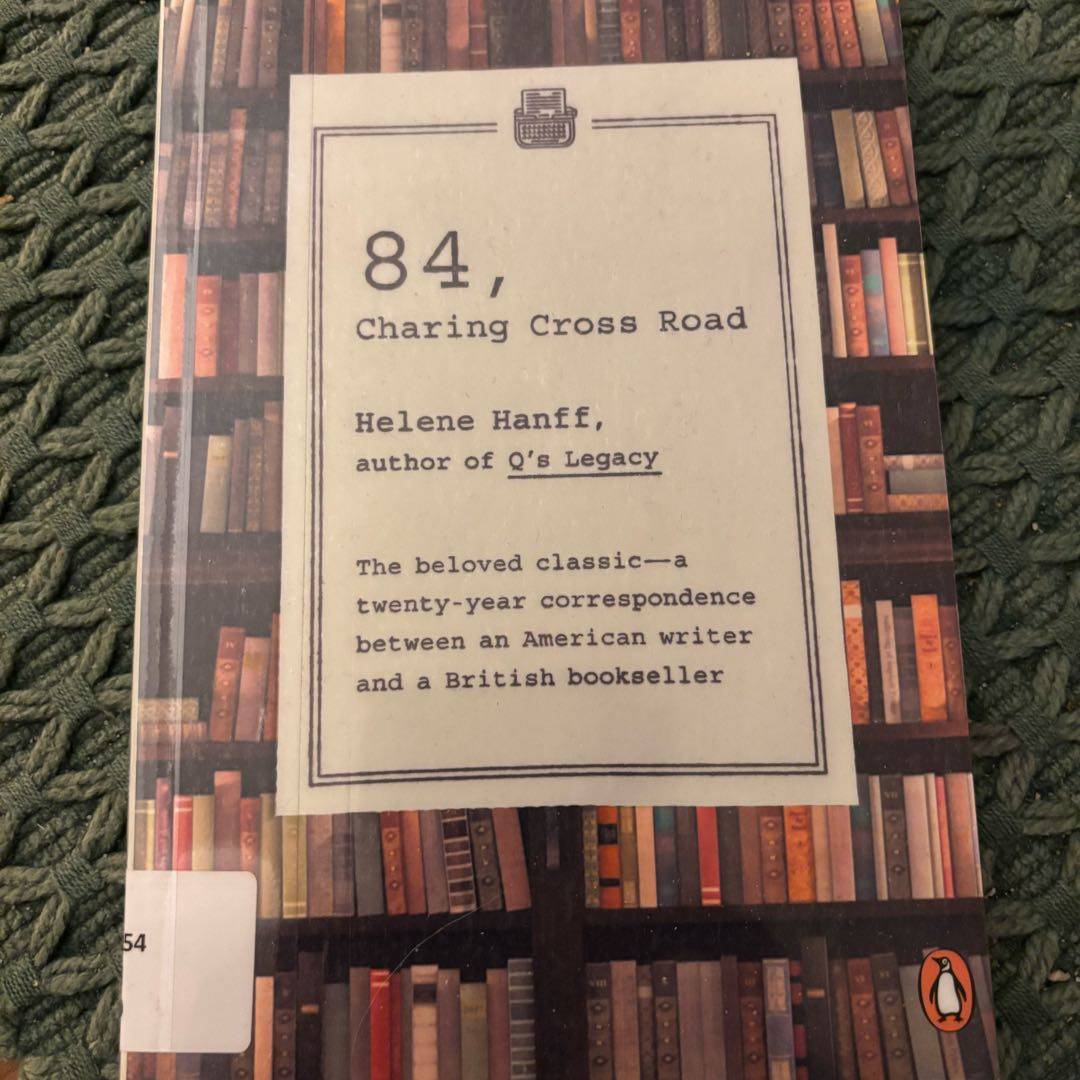 84,
Charing Cross Road
Helene Hanff,
author of Q's Legacy
The beloved classic—a
twenty-year correspondence
between an American writer
and a British bookseller
54